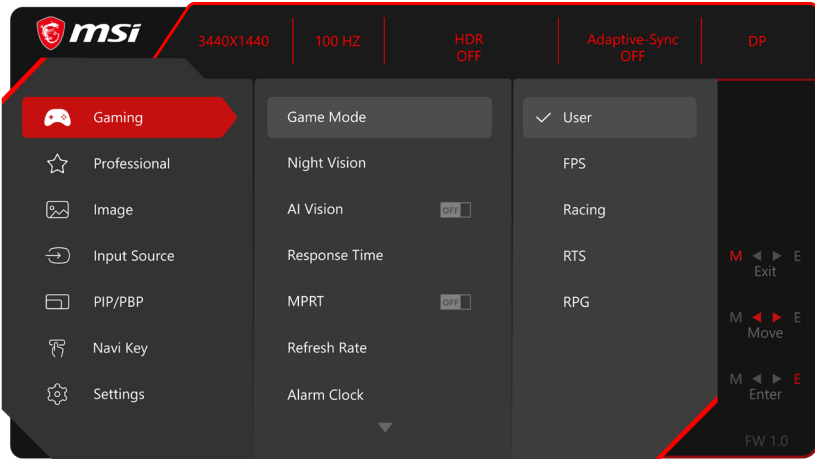 msi
3440X1440
100 HZ
HDR
OFF
Adaptive-Sync
OFF
DP
Gaming
Professional
Image
Input Source
PIP/PBP
Navi Key
Settings
Game Mode
Night Vision
AI Vision
OFF
Response Time
MPRT
OFF
Refresh Rate
Alarm Clock
User
FPS
Racing
RTS
RPG
M E
Exit
M E
Move
M E
Enter
FW 1.0